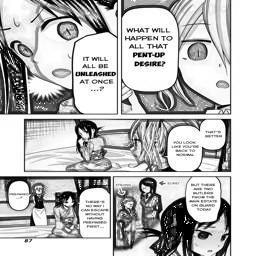 WHAT WILL
HAPPEN TO
ALL THAT
PENT-UP
DESIRE?
IT WILL
ALL BE
UNLEASHED
AT ONCE
...?
THAT'S
BETTER
YOU LOOK
LIKE YOU'RE
BACK TO
NORMAL
BUT THERE
ARE TWO
BUTLERS FROM
THE MAIN ESTATE
ON GUARD
TODAY
THERE'S
NO WAY I
CAN ESCAPE
WITHOUT
HAVING
PREPARED
FIRST...
87